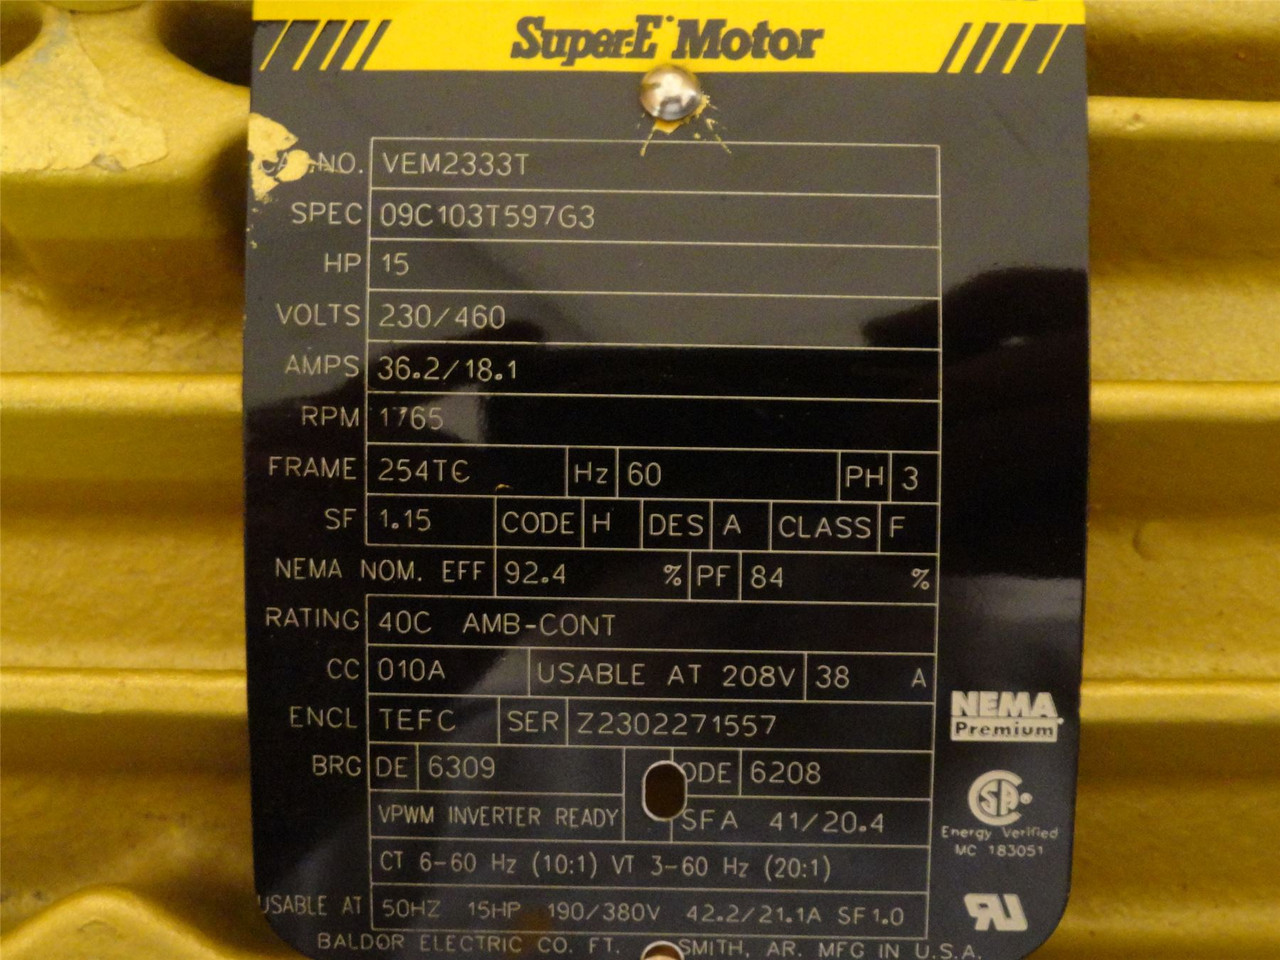 Super-E Motor
CAT.NO. VEM2333T
SPEC 09C103T597G3
HP 15
VOLTS 230/460
AMPS 36.2/18.1
RPM 1765
FRAME 254TC Hz 60 PH 3
SF 1.15 CODE H DES A CLASS F
NEMA NOM. EFF 92.4 % PF 84 %
RATING 40C AMB-CONT
CC 010A USABLE AT 208V 38 A
ENCL TEFC SER Z2302271557
BRG DE 6309 ODE 6208
VPWM INVERTER READY SFA 41/20.4
CT 6-60 Hz (10:1) VT 3-60 Hz (20:1)
USABLE AT 50HZ 15HP 190/380V 42.2/21.1A SF1.0
BALDOR ELECTRIC CO. FT. SMITH, AR. MFG IN U.S.A.
NEMA
Premium
SA ®
Energy Verified
MC 183051
RU